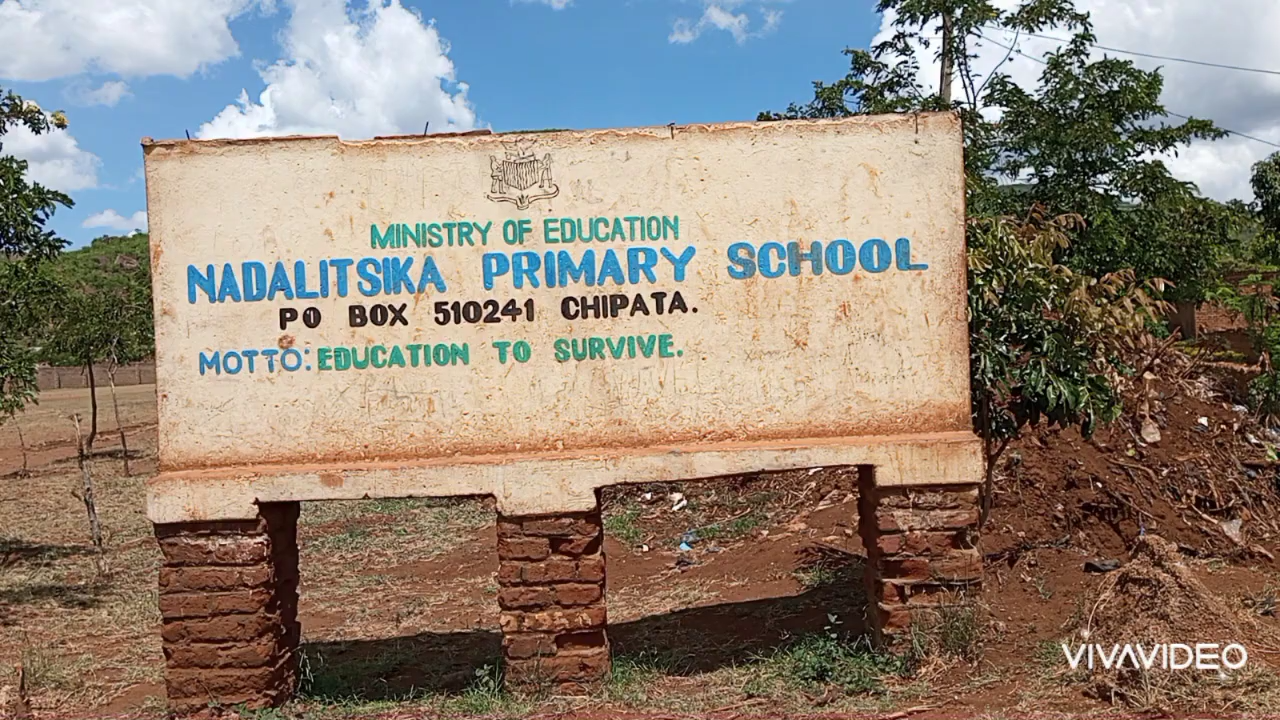 MINISTRY OF EDUCATION
NADALITSIKA PRIMARY SCHOOL
PO BOX 510241 CHIPATA.
MOTTO: EDUCATION TO SURVIVE.
VIVAVIDEO